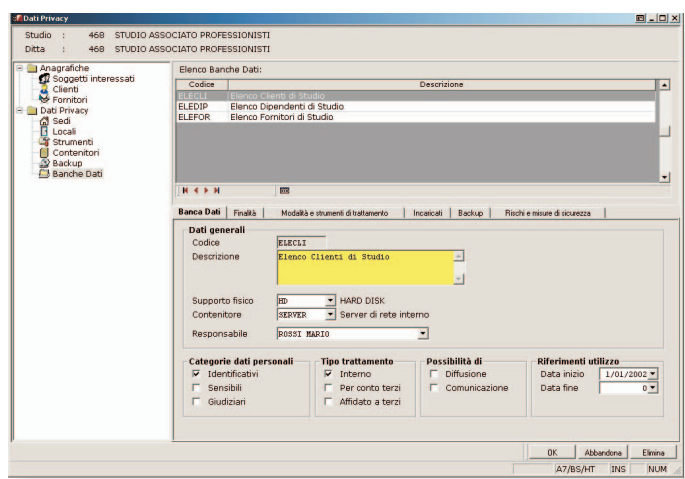 Dati Privacy
Studio : 468 STUDIO ASSOCIATO PROFESSIONISTI
Ditta : 468 STUDIO ASSOCIATO PROFESSIONISTI
Anagrafiche
Soggetti interessati
Clienti
Fornitori
Dati Privacy
Sedi
Locali
Strumenti
Contenitori
Backup
Banche Dati
Elenco Banche Dati:
Codice Descrizione
ELECLI Elenco Clienti di Studio
ELEDIP Elenco Dipendenti di Studio
ELEFOR Elenco Fornitori di Studio
Banca Dati Finalità Modalità e strumenti di trattamento Incaricati Backup Rischi e misure di sicurezza
Dati generali
Codice ELECLI
Descrizione Elenco Clienti di Studio
Supporto fisico HD HARD DISK
Contenitore SERVER Server di rete interno
Responsabile ROSSI MARIO
Categorie dati personali Tipo trattamento Possibilità di Riferimenti utilizzo
Identificativi Interno Diffusione Data inizio 1/01/2002
Sensibili Per conto terzi Comunicazione Data fine 0
Giudiziari Affidato a terzi
OK Abbandona Elimina
A7/BS/HT INS NUM